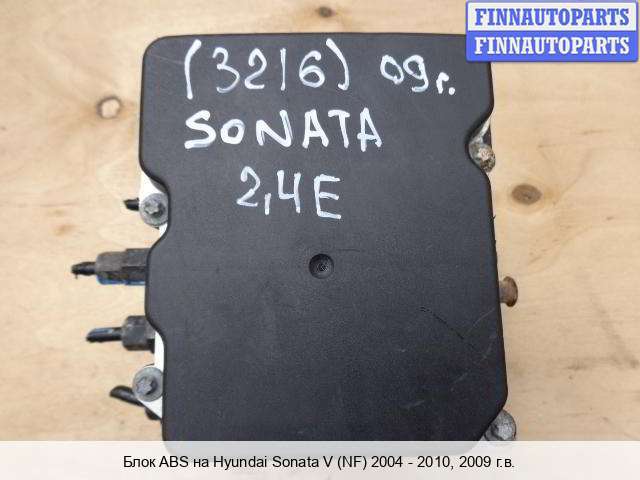 FINNAUTOPARTS
FINNAUTOPARTS
(3216) 09г.
SONATA
2,4E
Блок ABS на Hyundai Sonata V (NF) 2004 - 2010, 2009 г.в.